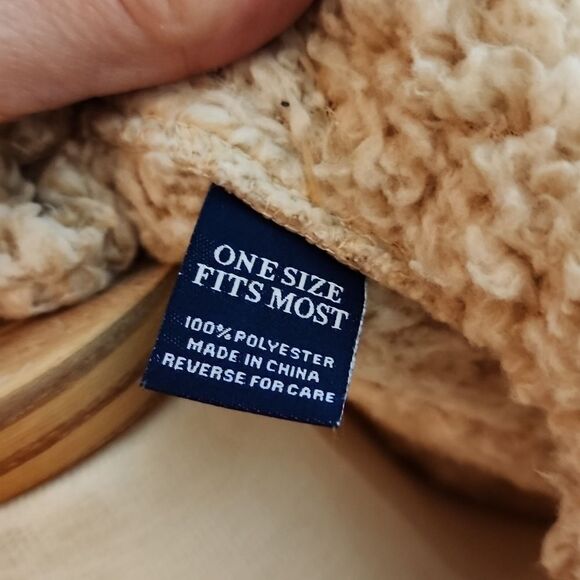 ONE SIZE
FITS MOST
100% POLYESTER
MADE IN CHINA
REVERSE FOR CARE